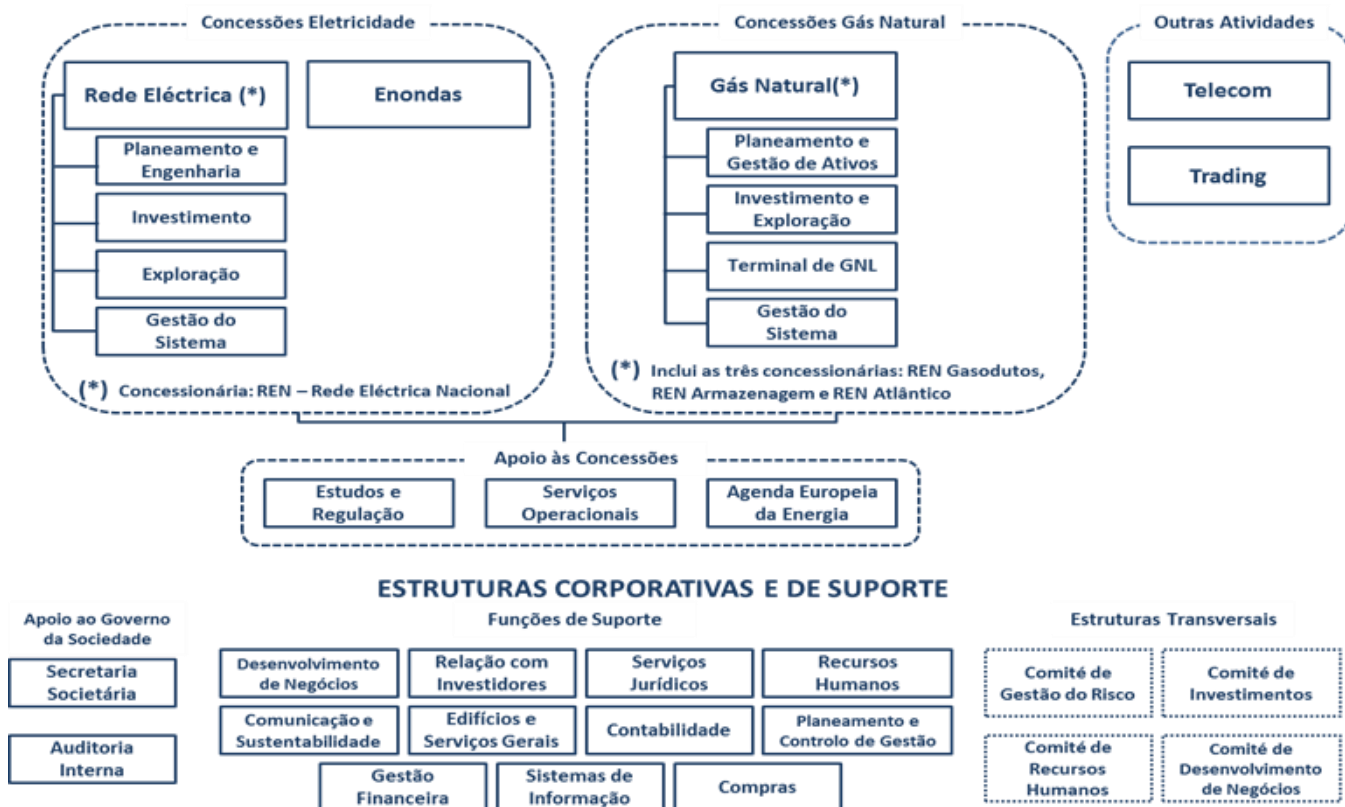 Concessões Eletricidade
Rede Eléctrica (*)
Enondas
Planeamento e
Engenharia
Investimento
Exploração
Gestão do
Sistema
(*) Concessionária: REN – Rede Eléctrica Nacional
Concessões Gás Natural
Gás Natural(*)
Planeamento e
Gestão de Ativos
Investimento e
Exploração
Terminal de GNL
Gestão do
Sistema
(*) Inclui as três concessionárias: REN Gasodutos,
REN Armazenagem e REN Atlântico
Outras Atividades
Telecom
Trading
Apoio às Concessões
Estudos e
Regulação
Serviços
Operacionais
Agenda Europeia
da Energia
ESTRUTURAS CORPORATIVAS E DE SUPORTE
Apoio ao Governo
da Sociedade
Secretaria
Societária
Auditoria
Interna
Funções de Suporte
Desenvolvimento
de Negócios
Relação com
Investidores
Serviços
Jurídicos
Recursos
Humanos
Comunicação e
Sustentabilidade
Edifícios e
Serviços Gerais
Contabilidade
Planeamento e
Controlo de Gestão
Gestão
Financeira
Sistemas de
Informação
Compras
Estruturas Transversais
Comité de
Gestão do Risco
Comité de
Investimentos
Comité de
Recursos
Humanos
Comité de
Desenvolvimento
de Negócios